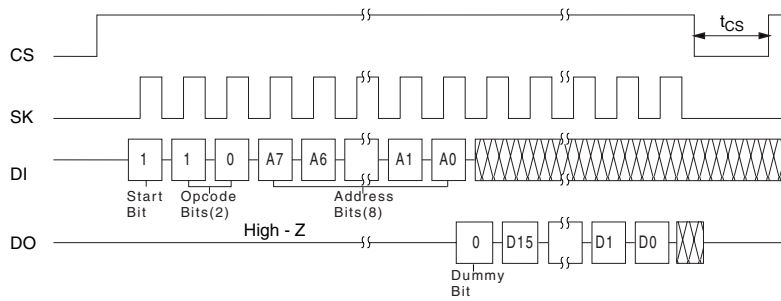 tCS
CS
SK
DI
1 1 0 A7 A6 A1 A0
Start Bit
Opcode Bits(2)
Address Bits(8)
High - Z
DO
0 D15 D1 D0
Dummy Bit